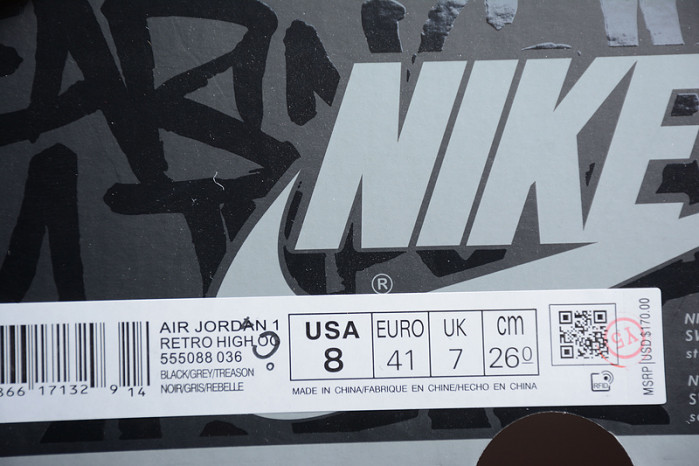 NIKE
®
AIR JORDAN 1
RETRO HIGH OG
555088 036
BLACK/GREY/TREASON
NOIR/GRIS/REBELLE
866 17132 9 14
USA EURO UK cm
8 41 7 26.0
MADE IN CHINA/FABRIQUE EN CHINE/HECHO EN CHINA
RFID
MSRP USD $170.00